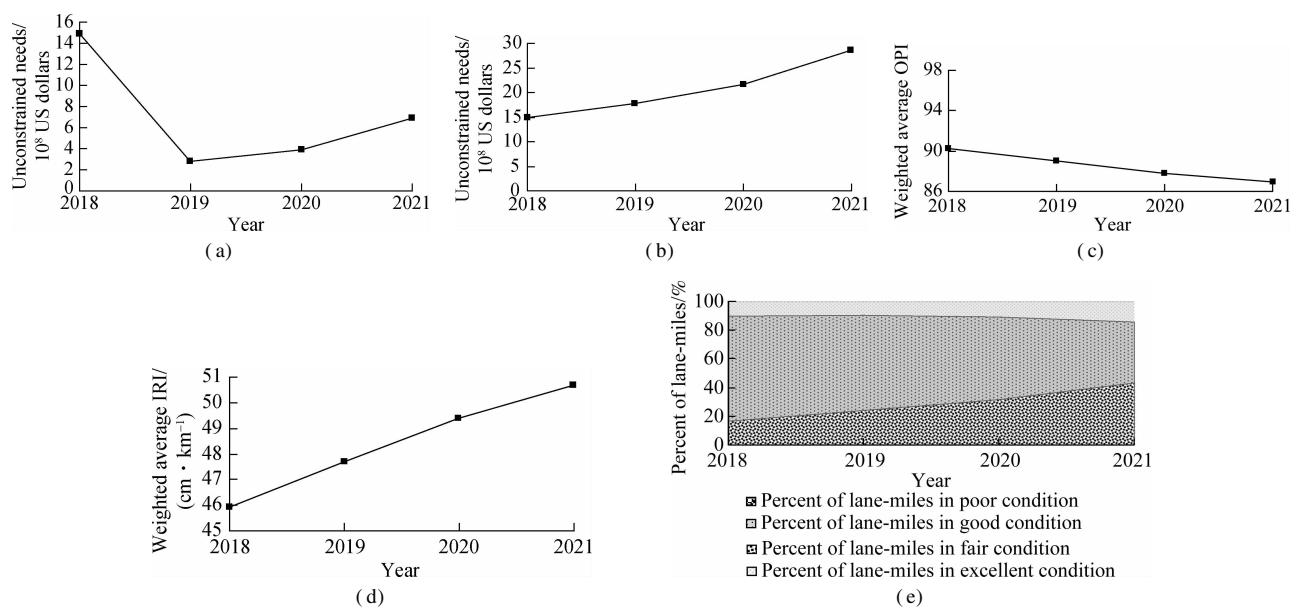 Unconstrained needs/
10⁸ US dollars
16
14
12
10
8
6
4
2
0
2018 2019 2020 2021
Year
(a)
Unconstrained needs/
10⁸ US dollars
30
25
20
15
10
5
0
2018 2019 2020 2021
Year
(b)
Weighted average OPI
98
94
90
86
2018 2019 2020 2021
Year
(c)
Weighted average IRI/
(cm · km⁻¹)
51
50
49
48
47
46
45
2018 2019 2020 2021
Year
(d)
Percent of lane-miles/%
100
80
60
40
20
0
2018 2019 2020 2021
Year
Percent of lane-miles in poor condition
Percent of lane-miles in good condition
Percent of lane-miles in fair condition
Percent of lane-miles in excellent condition
(e)